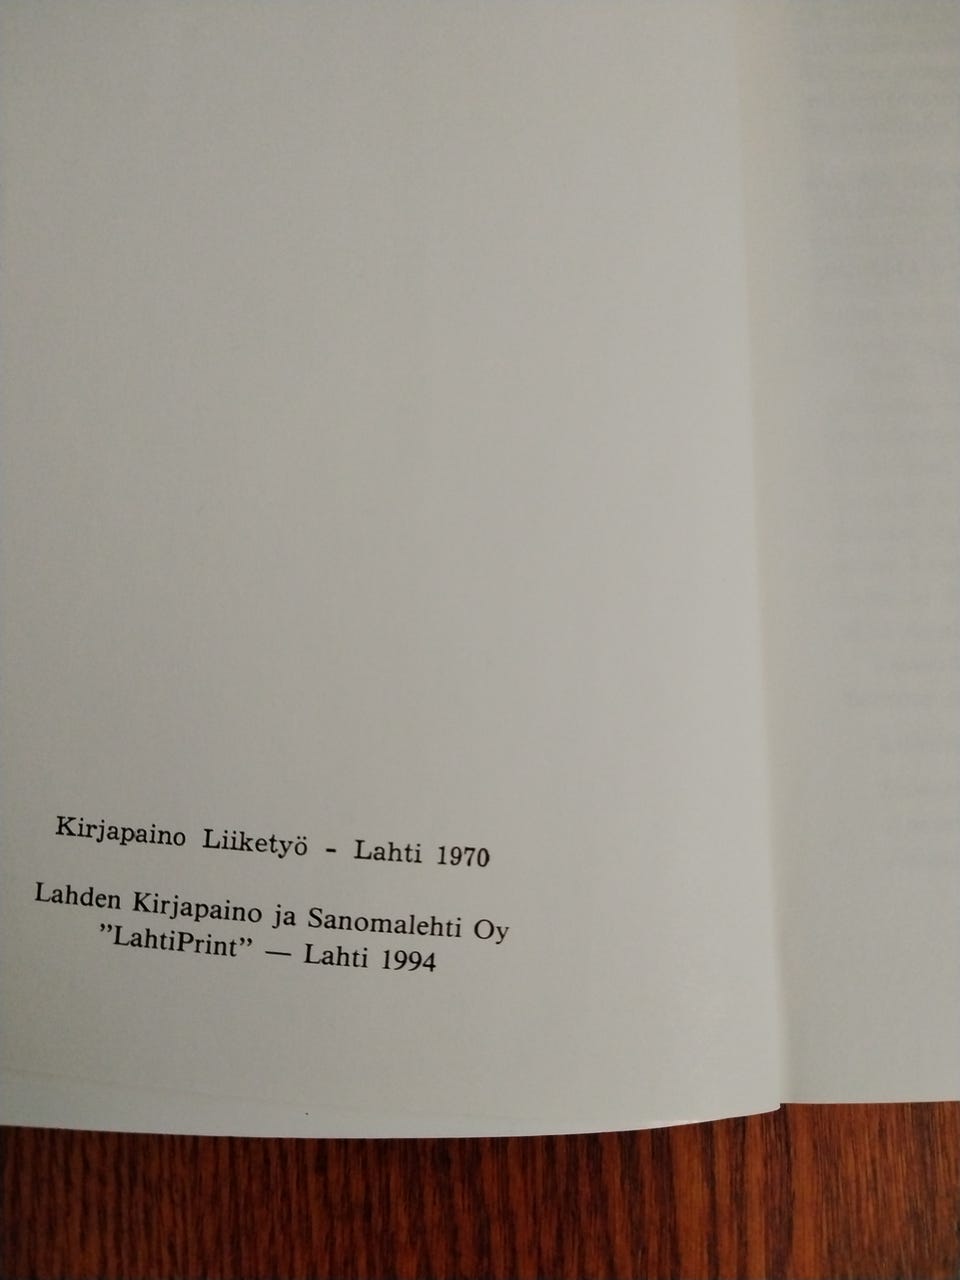 Kirjapaino Liiketyö - Lahti 1970
Lahden Kirjapaino ja Sanomalehti Oy
”LahtiPrint” — Lahti 1994